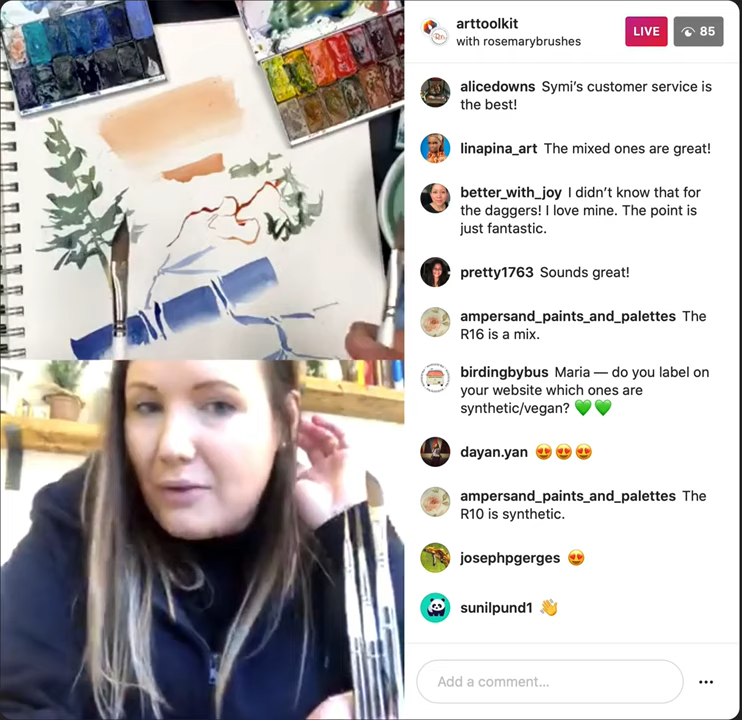 arttoolkit
with rosemarybrushes
LIVE
85
alicedowns Symi's customer service is
the best!
linapina_art The mixed ones are great!
better_with_joy I didn't know that for
the daggers! I love mine. The point is
just fantastic.
pretty1763 Sounds great!
ampersand_paints_and_palettes The
R16 is a mix.
birdingbybus Maria — do you label on
your website which ones are
synthetic/vegan? 💚 💚
dayan.yan 😍😍😍
ampersand_paints_and_palettes The
R10 is synthetic.
josephpgerges 😍
sunilpund1 👋
Add a comment...